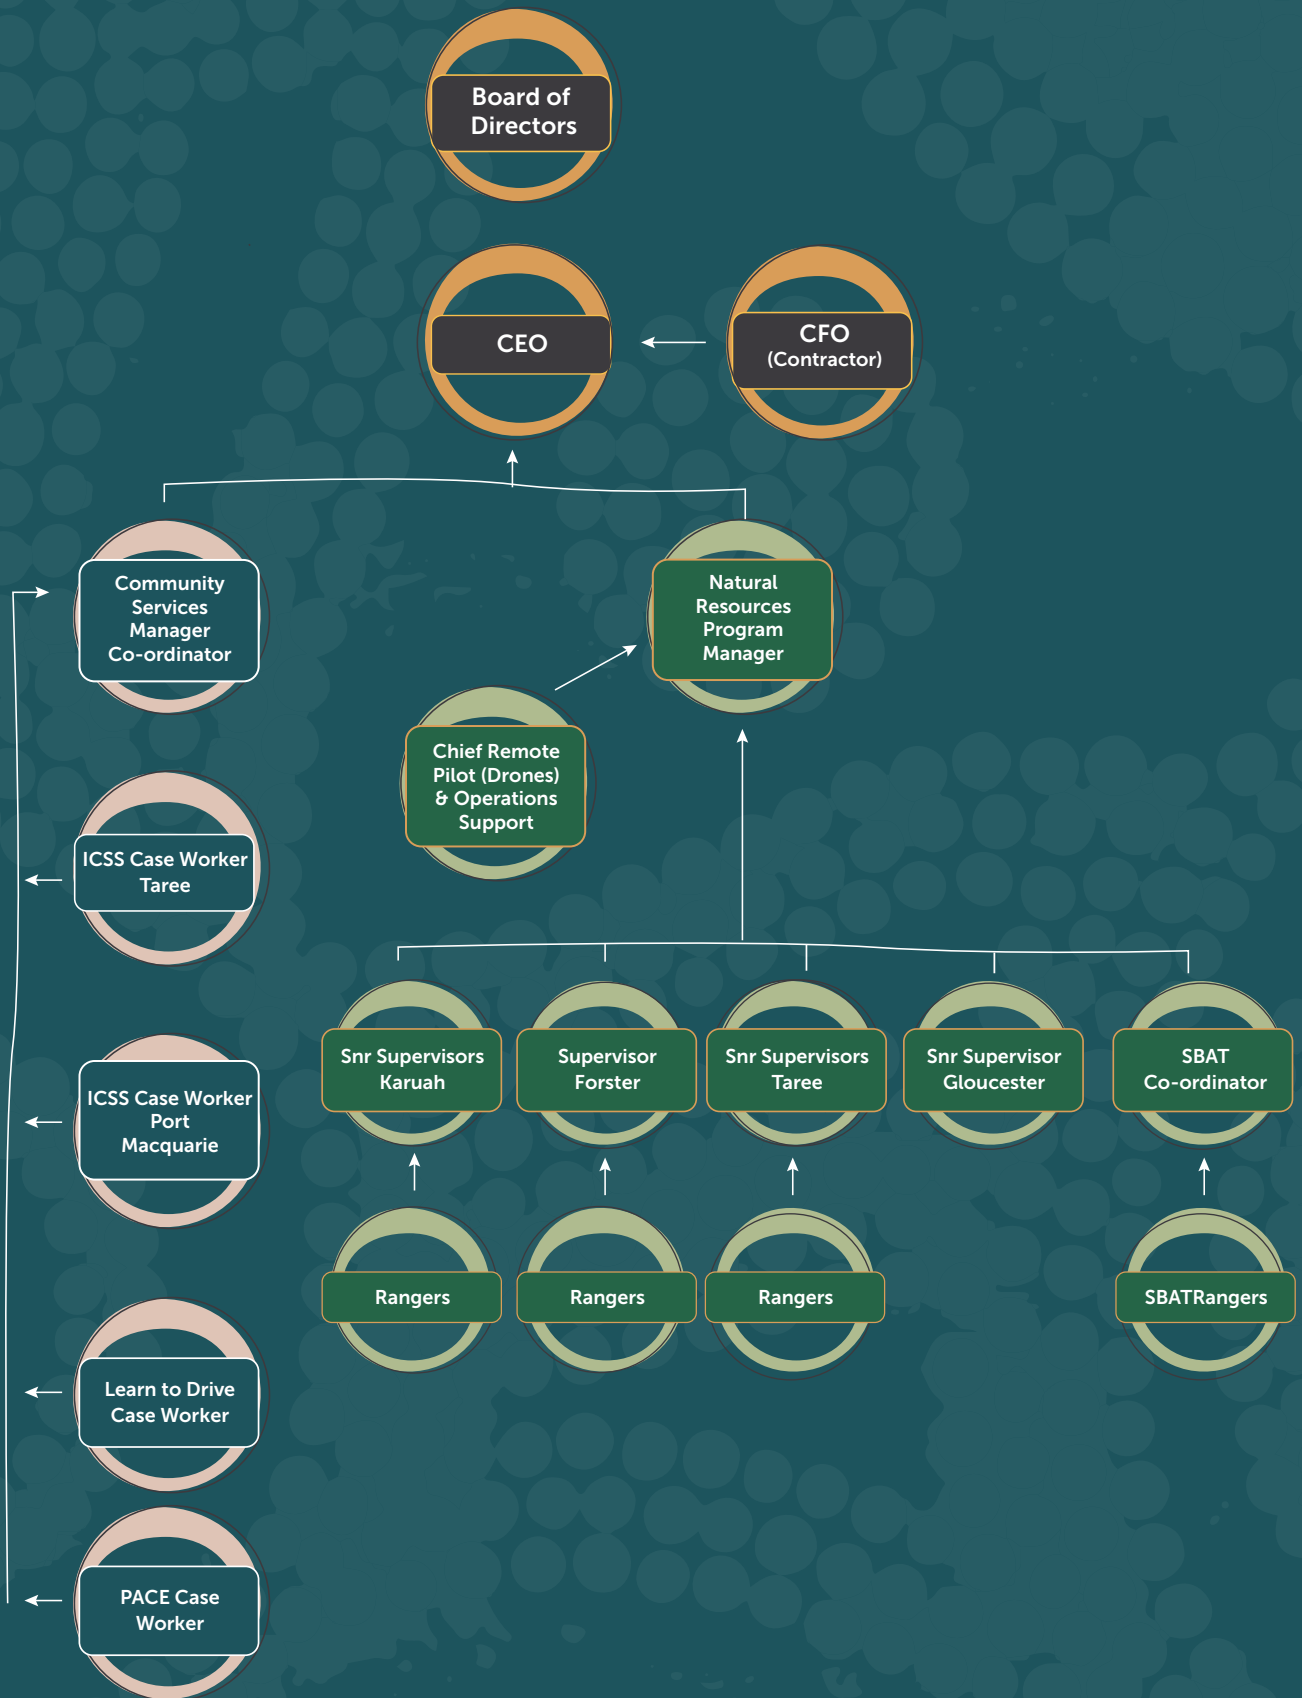 Board of
Directors
CEO
CFO
(Contractor)
Community
Services
Manager
Co-ordinator
Natural
Resources
Program
Manager
Chief Remote
Pilot (Drones)
& Operations
Support
ICSS Case Worker
Taree
Snr Supervisors
Karuah
Supervisor
Forster
Snr Supervisors
Taree
Snr Supervisor
Gloucester
SBAT
Co-ordinator
ICSS Case Worker
Port
Macquarie
Rangers
Rangers
Rangers
SBATRangers
Learn to Drive
Case Worker
PACE Case
Worker